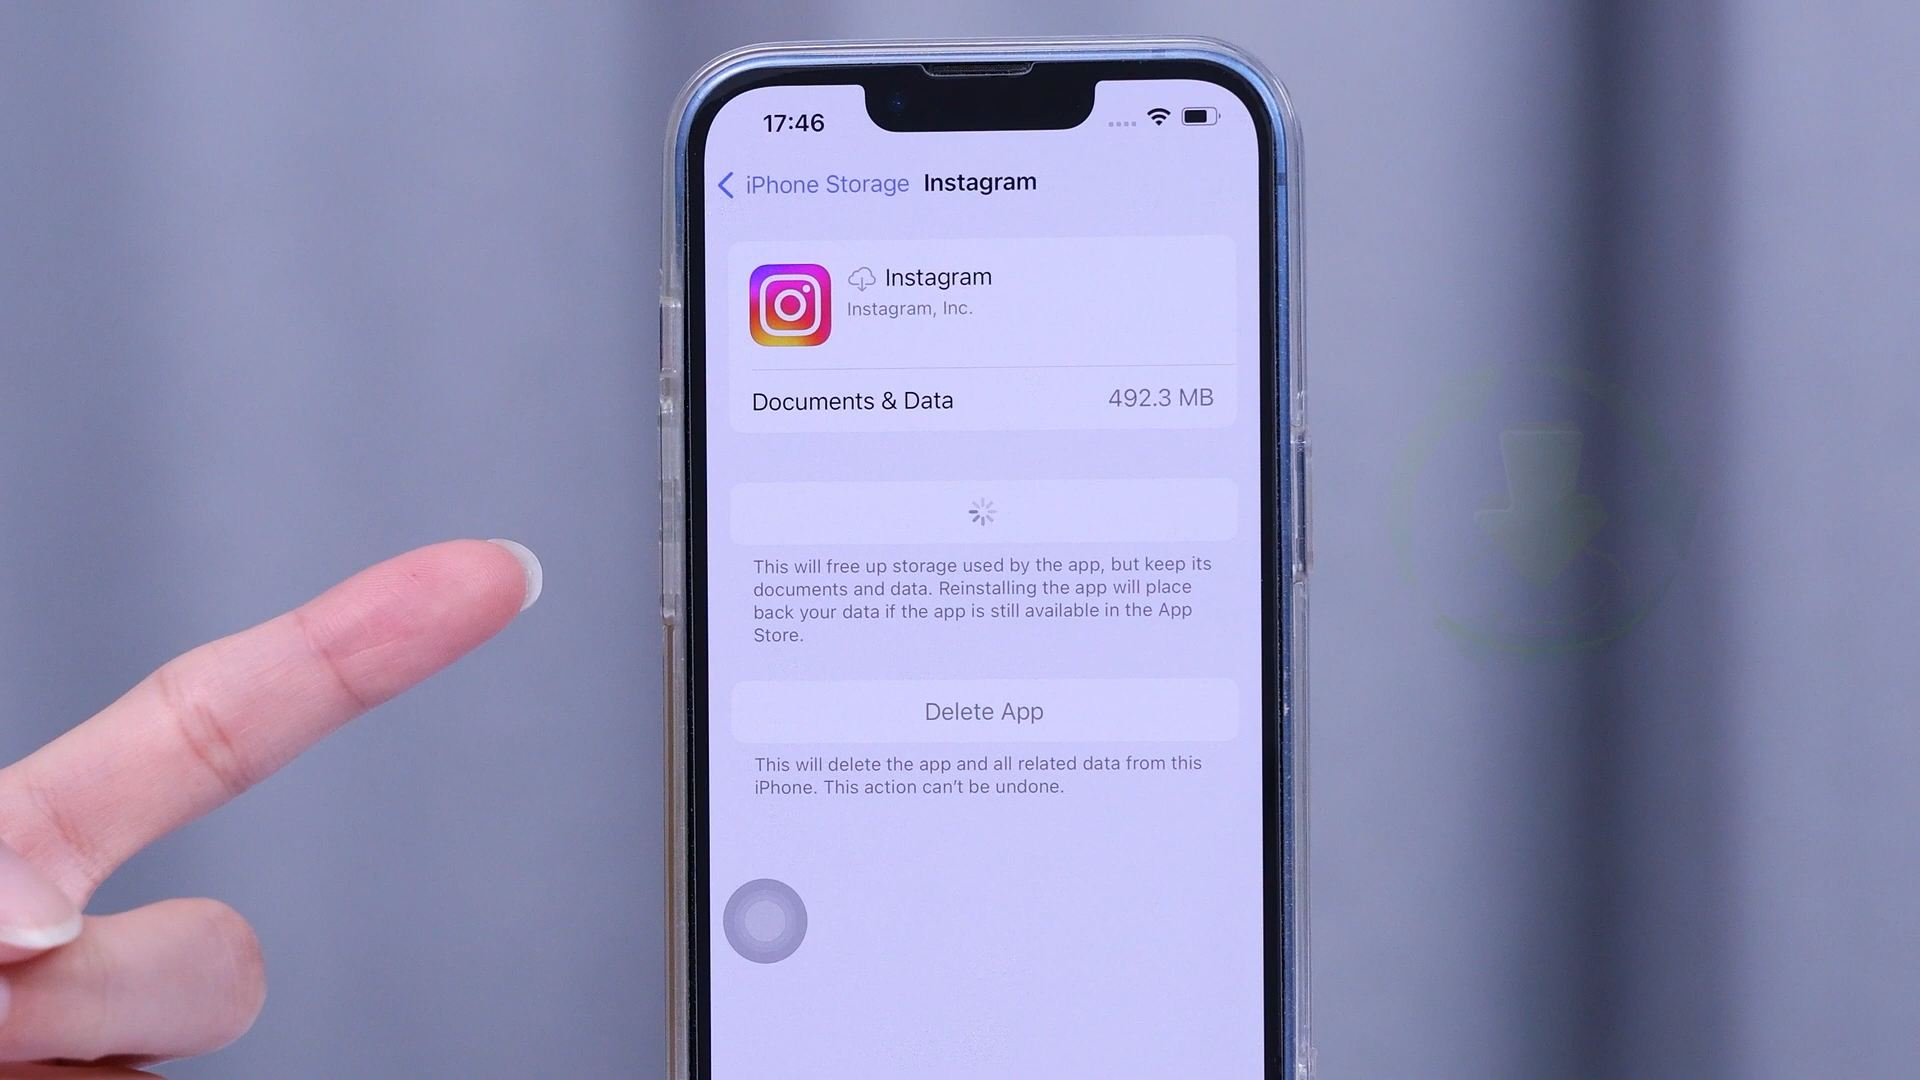 17:46
iPhone Storage Instagram
Instagram
Instagram, Inc.
Documents & Data 492.3 MB
This will free up storage used by the app, but keep its
documents and data. Reinstalling the app will place
back your data if the app is still available in the App
Store.
Delete App
This will delete the app and all related data from this
iPhone. This action can't be undone.